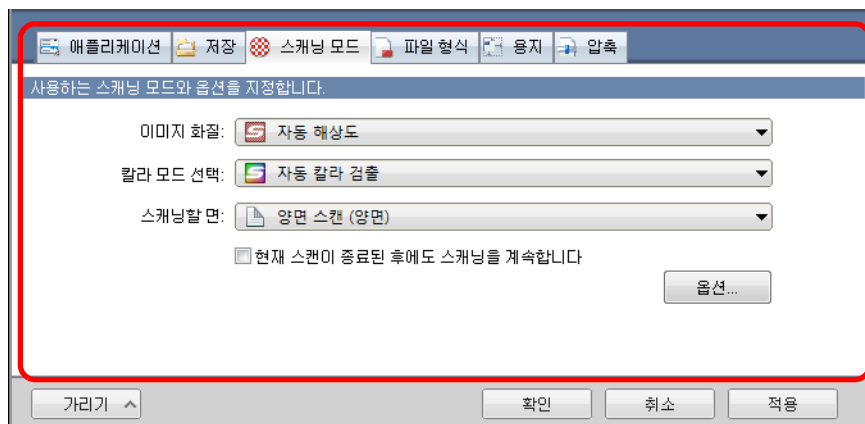 애플리케이션 저장 스캐닝 모드 파일 형식 용지 압축
사용하는 스캐닝 모드와 옵션을 지정합니다.
이미지 화질: 자동 해상도
칼라 모드 선택: 자동 칼라 검출
스캐닝할 면: 양면 스캔 (양면)
현재 스캔이 종료된 후에도 스캐닝을 계속합니다
옵션...
가리기 확인 취소 적용